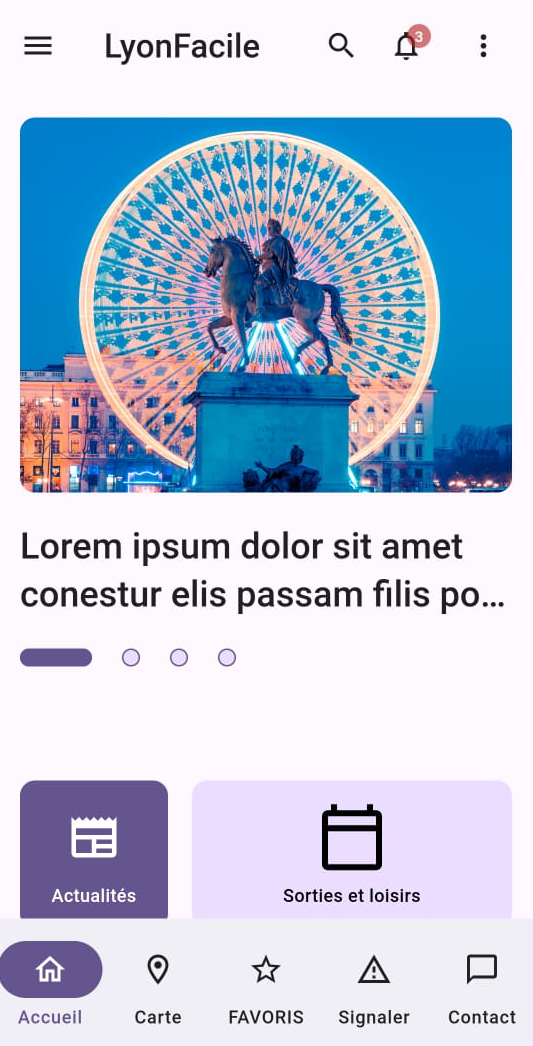 LyonFacile
3
Lorem ipsum dolor sit amet
conestur elis passam filis po...
Actualités
Sorties et loisirs
Accueil
Carte
FAVORIS
Signaler
Contact